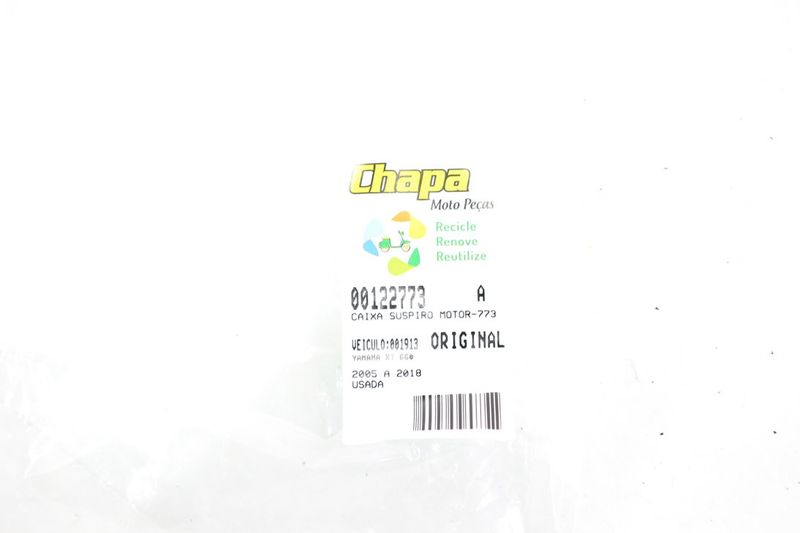 Chapa
Moto Peças
Recicle
Renove
Reutilize
00122773 A
CAIXA SUSPIRO MOTOR-773
VEICULO:001913 ORIGINAL
YAMAHA XT 660
2005 A 2018
USADA